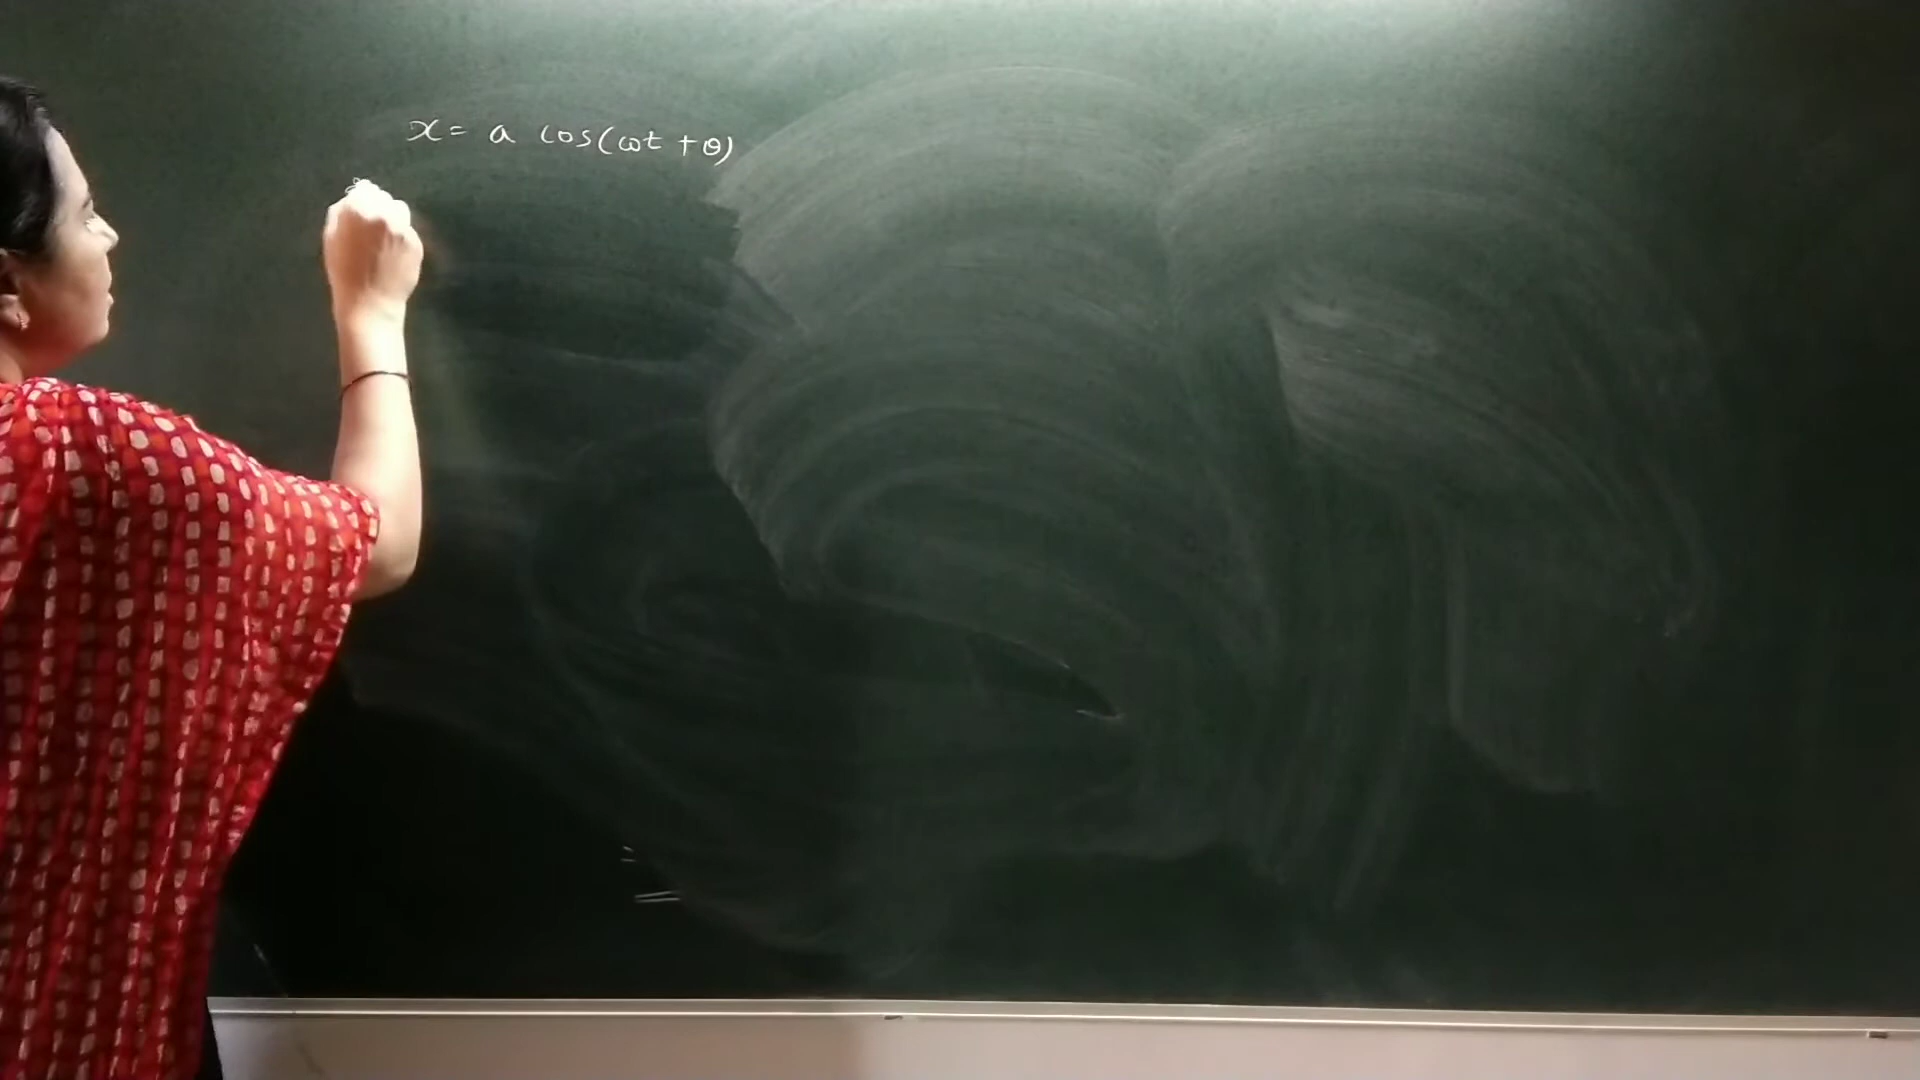 x = a cos(ωt + θ)